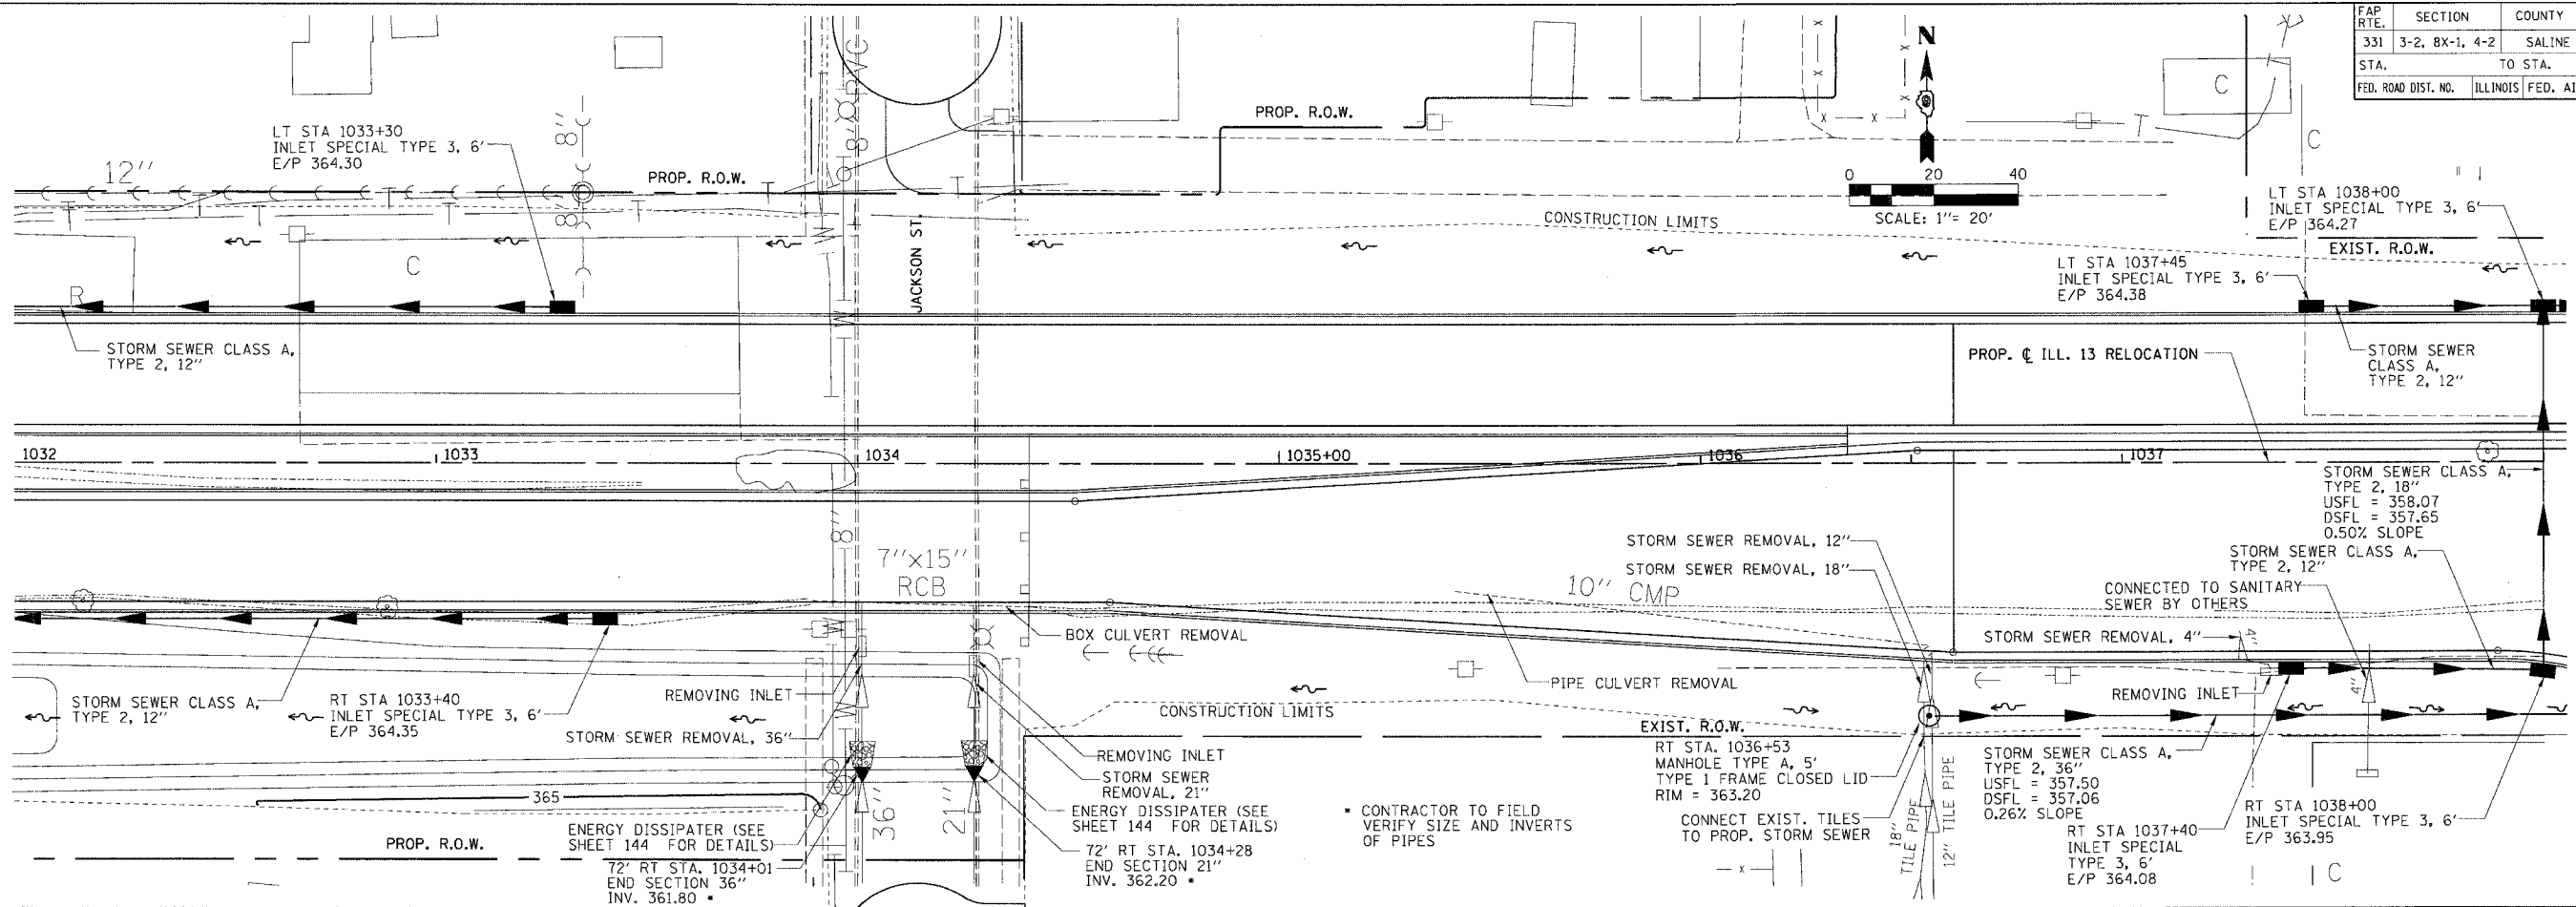 FAP RTE.
SECTION
COUNTY
331
3-2, 8X-1, 4-2
SALINE
STA.
TO STA.
FED. ROAD DIST. NO.
ILLINOIS
FED. AI
N
0 20 40
SCALE: 1"= 20'
LT STA 1033+30
INLET SPECIAL TYPE 3, 6'
E/P 364.30
12"
8"
8"
PROP. R.O.W.
8" PVC
JACKSON ST.
PROP. R.O.W.
CONSTRUCTION LIMITS
C
C
LT STA 1038+00
INLET SPECIAL TYPE 3, 6'
E/P 364.27
EXIST. R.O.W.
LT STA 1037+45
INLET SPECIAL TYPE 3, 6'
E/P 364.38
C
R
STORM SEWER CLASS A,
TYPE 2, 12"
PROP. ℄ ILL. 13 RELOCATION
STORM SEWER
CLASS A,
TYPE 2, 12"
1032
1033
1034
1035+00
1036
1037
STORM SEWER CLASS A,
TYPE 2, 18"
USFL = 358.07
DSFL = 357.65
0.50% SLOPE
8"
7"x15"
RCB
10" CMP
STORM SEWER REMOVAL, 12"
STORM SEWER REMOVAL, 18"
STORM SEWER CLASS A,
TYPE 2, 12"
CONNECTED TO SANITARY
SEWER BY OTHERS
STORM SEWER REMOVAL, 4"
4"
4"
BOX CULVERT REMOVAL
PIPE CULVERT REMOVAL
STORM SEWER CLASS A,
TYPE 2, 12"
RT STA 1033+40
INLET SPECIAL TYPE 3, 6'
E/P 364.35
REMOVING INLET
STORM SEWER REMOVAL, 36"
CONSTRUCTION LIMITS
REMOVING INLET
REMOVING INLET
STORM SEWER
REMOVAL, 21"
EXIST. R.O.W.
RT STA. 1036+53
MANHOLE TYPE A, 5'
TYPE 1 FRAME CLOSED LID
RIM = 363.20
STORM SEWER CLASS A,
TYPE 2, 36"
USFL = 357.50
DSFL = 357.06
0.26% SLOPE
365
PROP. R.O.W.
ENERGY DISSIPATER (SEE
SHEET 144 FOR DETAILS)
72' RT STA. 1034+01
END SECTION 36"
INV. 361.80 *
36"
21"
ENERGY DISSIPATER (SEE
SHEET 144 FOR DETAILS)
72' RT STA. 1034+28
END SECTION 21"
INV. 362.20 *
* CONTRACTOR TO FIELD
VERIFY SIZE AND INVERTS
OF PIPES
CONNECT EXIST. TILES
TO PROP. STORM SEWER
18" TILE PIPE
12" TILE PIPE
RT STA 1037+40
INLET SPECIAL
TYPE 3, 6'
E/P 364.08
RT STA 1038+00
INLET SPECIAL TYPE 3, 6'
E/P 363.95
C